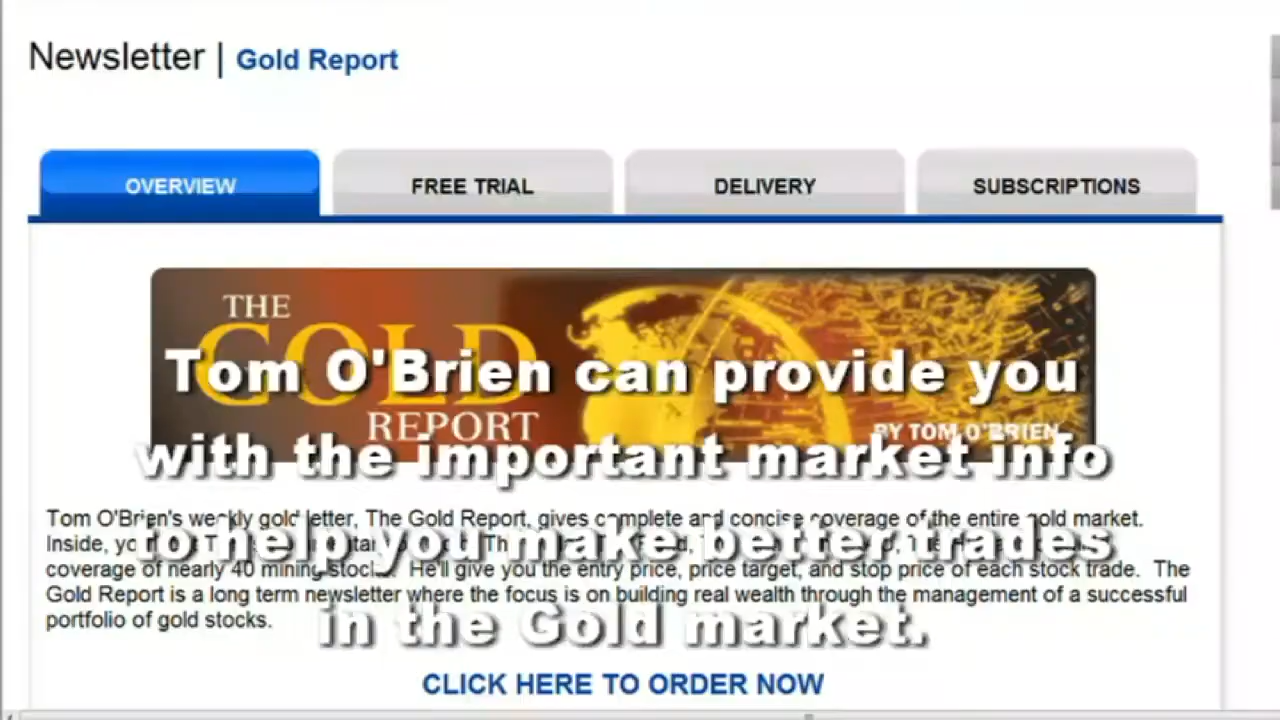 Newsletter | Gold Report
OVERVIEW
FREE TRIAL
DELIVERY
SUBSCRIPTIONS
THE
GOLD
REPORT
BY TOM O'BRIEN
Tom O'Brien can provide you
with the important market info
to help you make better trades
in the Gold market.
Tom O'Brien's weekly gold letter, The Gold Report, gives complete and concise coverage of the entire gold market.
Inside,
coverage of nearly 40 mining stocks. He'll give you the entry price, price target, and stop price of each stock trade. The
Gold Report is a long term newsletter where the focus is on building real wealth through the management of a successful
portfolio of gold stocks.
CLICK HERE TO ORDER NOW